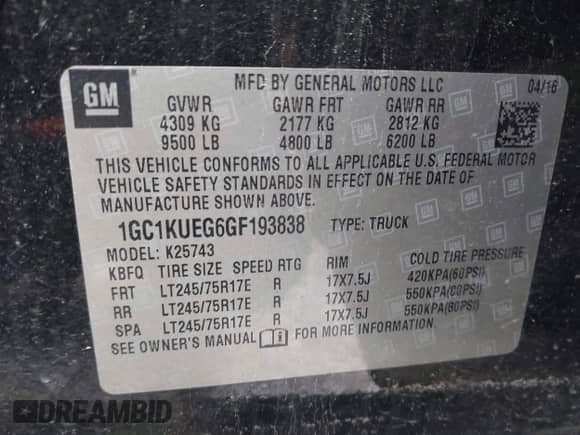 GM
MFD BY GENERAL MOTORS LLC 04/16
GVWR GAWR FRT GAWR RR
4309 KG 2177 KG 2812 KG
9500 LB 4800 LB 6200 LB
THIS VEHICLE CONFORMS TO ALL APPLICABLE U.S. FEDERAL MOTOR
VEHICLE SAFETY STANDARDS IN EFFECT ON THE DATE OF
MANUFACTURE SHOWN ABOVE.
1GC1KUEG6GF193838 TYPE: TRUCK
MODEL: K25743
KBFQ TIRE SIZE SPEED RTG RIM COLD TIRE PRESSURE
FRT LT245/75R17E R 17X7.5J 420KPA(60PSI)
RR LT245/75R17E R 17X7.5J 550KPA(80PSI)
SPA LT245/75R17E R 17X7.5J 550KPA(80PSI)
SEE OWNER'S MANUAL FOR MORE INFORMATION
DREAMBID